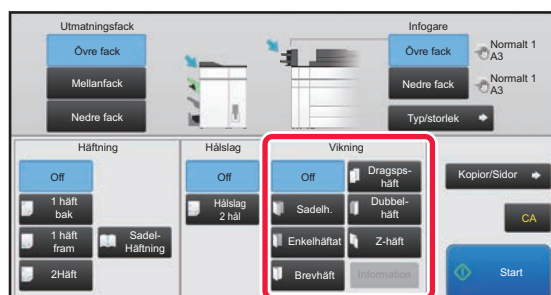 Utmatningsfack
Övre fack
Mellanfack
Nedre fack
Infogare
Övre fack
Normalt 1
A3
Nedre fack
Normalt 1
A3
Typ/storlek
Häftning
Off
1 häft
bak
1 häft
fram
Sadel-
Häftning
2Häft
Hålslag
Off
Hålslag
2 hål
Vikning
Off
Dragsps-
häft
Sadelh.
Dubbel-
häft
Enkelhäftat
Z-häft
Brevhäft
Information
Kopior/Sidor
CA
Start